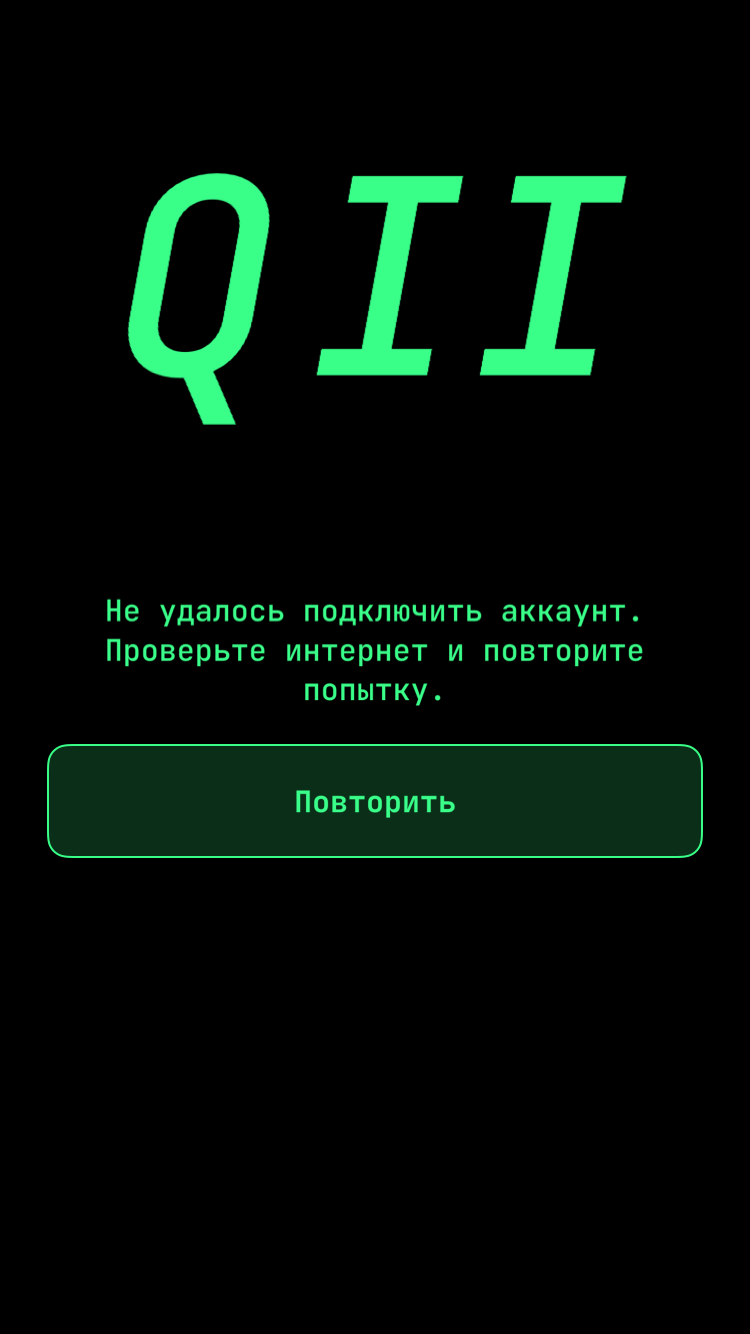 QII
Не удалось подключить аккаунт.
Проверьте интернет и повторите
попытку.
Повторить